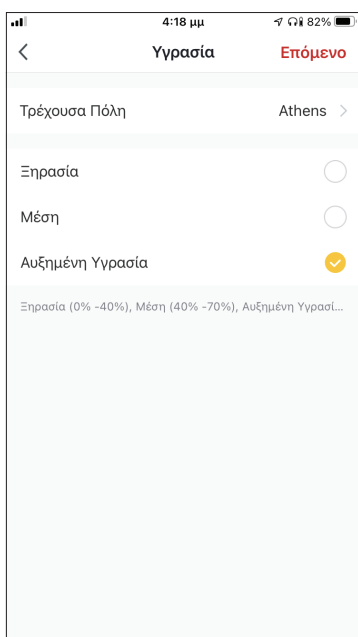 4:18 μμ 82%
Υγρασία Επόμενο
Τρέχουσα Πόλη Athens
Ξηρασία
Μέση
Αυξημένη Υγρασία
Ξηρασία (0% -40%), Μέση (40% -70%), Αυξημένη Υγρασί...